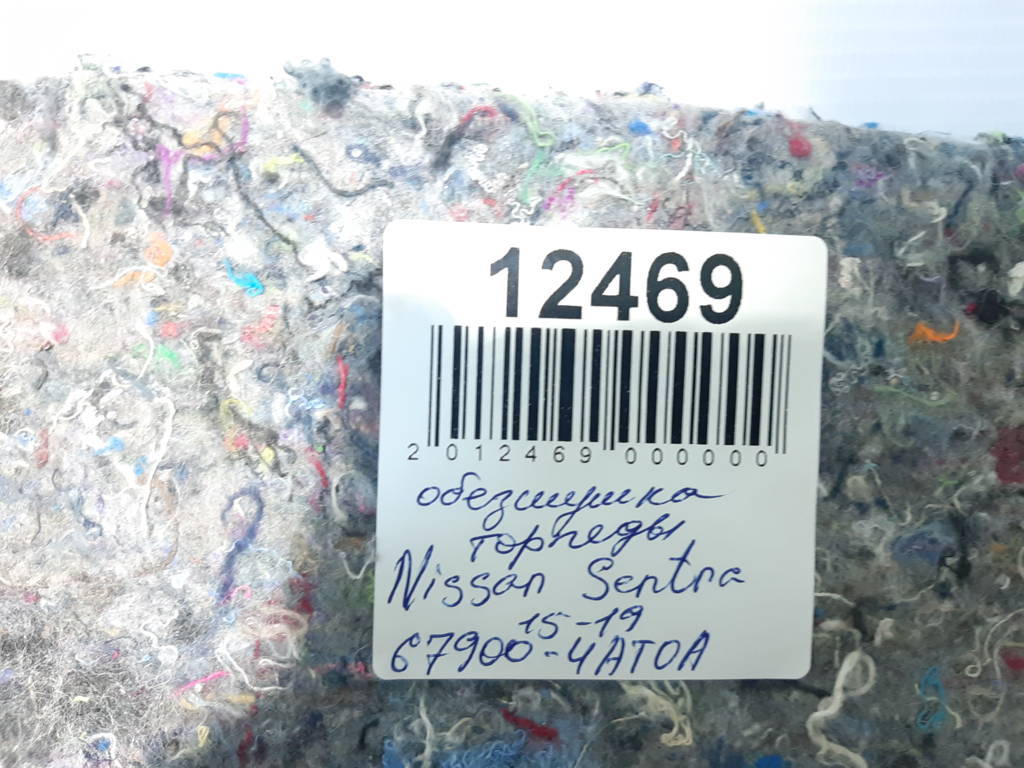 12469
2 012469 000000
обезшумка
торпеды
Nissan Sentra
15-19
67900-4AT0A